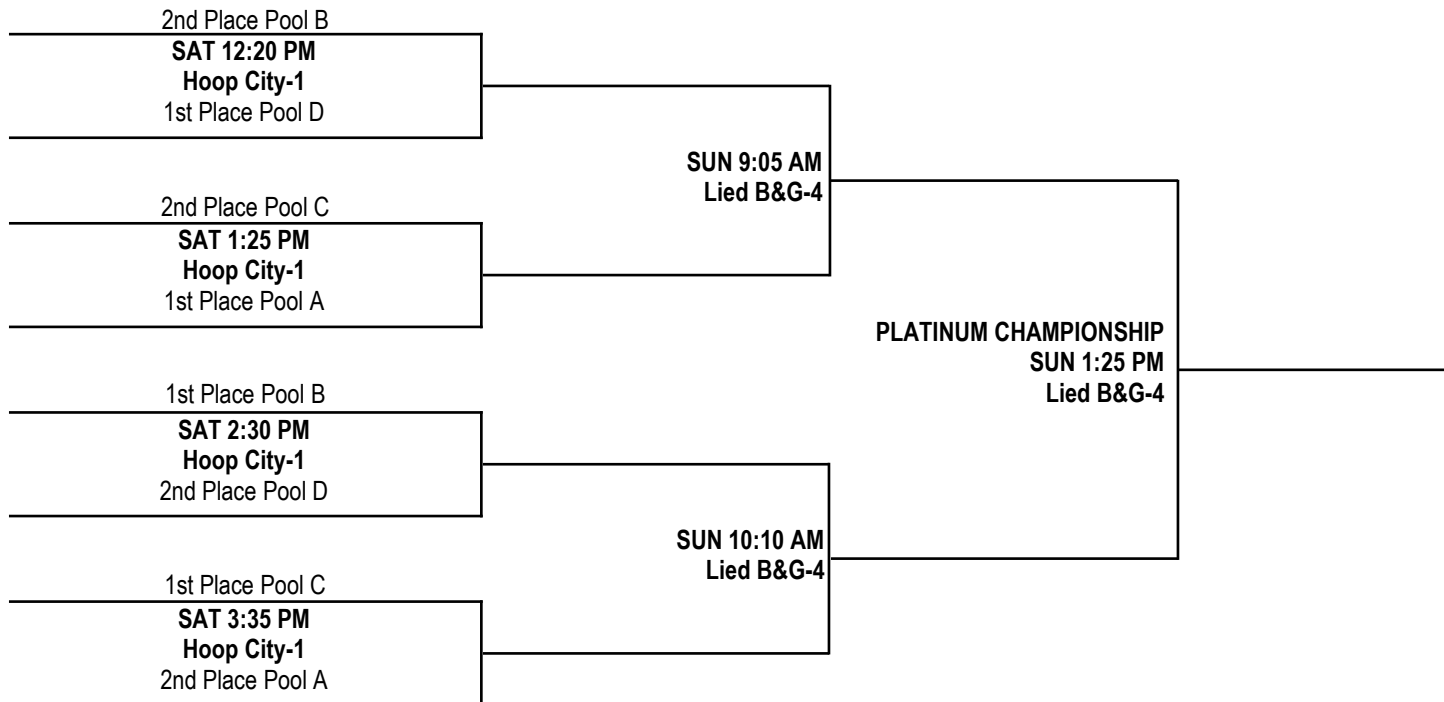 2nd Place Pool B
SAT 12:20 PM
Hoop City-1
1st Place Pool D
SUN 9:05 AM
Lied B&G-4
2nd Place Pool C
SAT 1:25 PM
Hoop City-1
1st Place Pool A
PLATINUM CHAMPIONSHIP
SUN 1:25 PM
Lied B&G-4
1st Place Pool B
SAT 2:30 PM
Hoop City-1
2nd Place Pool D
SUN 10:10 AM
Lied B&G-4
1st Place Pool C
SAT 3:35 PM
Hoop City-1
2nd Place Pool A